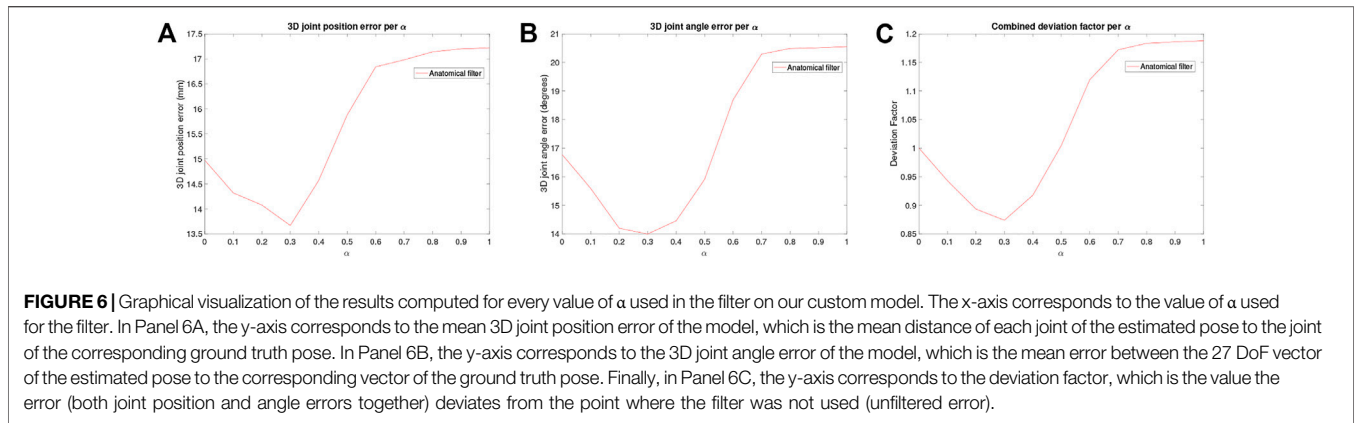 A
3D joint position error per α
17.5
17
16.5
16
15.5
15
14.5
14
13.5
3D joint position error (mm)
Anatomical filter
0 0.1 0.2 0.3 0.4 0.5 0.6 0.7 0.8 0.9 1
α
B
3D joint angle error per α
21
20
19
18
17
16
15
14
3D joint angle error (degrees)
Anatomical filter
0 0.1 0.2 0.3 0.4 0.5 0.6 0.7 0.8 0.9 1
α
C
Combined deviation factor per α
1.2
1.15
1.1
1.05
1
0.95
0.9
0.85
Deviation Factor
Anatomical filter
0 0.1 0.2 0.3 0.4 0.5 0.6 0.7 0.8 0.9 1
α
FIGURE 6 | Graphical visualization of the results computed for every value of α used in the filter on our custom model. The x-axis corresponds to the value of α used
for the filter. In Panel 6A, the y-axis corresponds to the mean 3D joint position error of the model, which is the mean distance of each joint of the estimated pose to the joint
of the corresponding ground truth pose. In Panel 6B, the y-axis corresponds to the 3D joint angle error of the model, which is the mean error between the 27 DoF vector
of the estimated pose to the corresponding vector of the ground truth pose. Finally, in Panel 6C, the y-axis corresponds to the deviation factor, which is the value the
error (both joint position and angle errors together) deviates from the point where the filter was not used (unfiltered error).